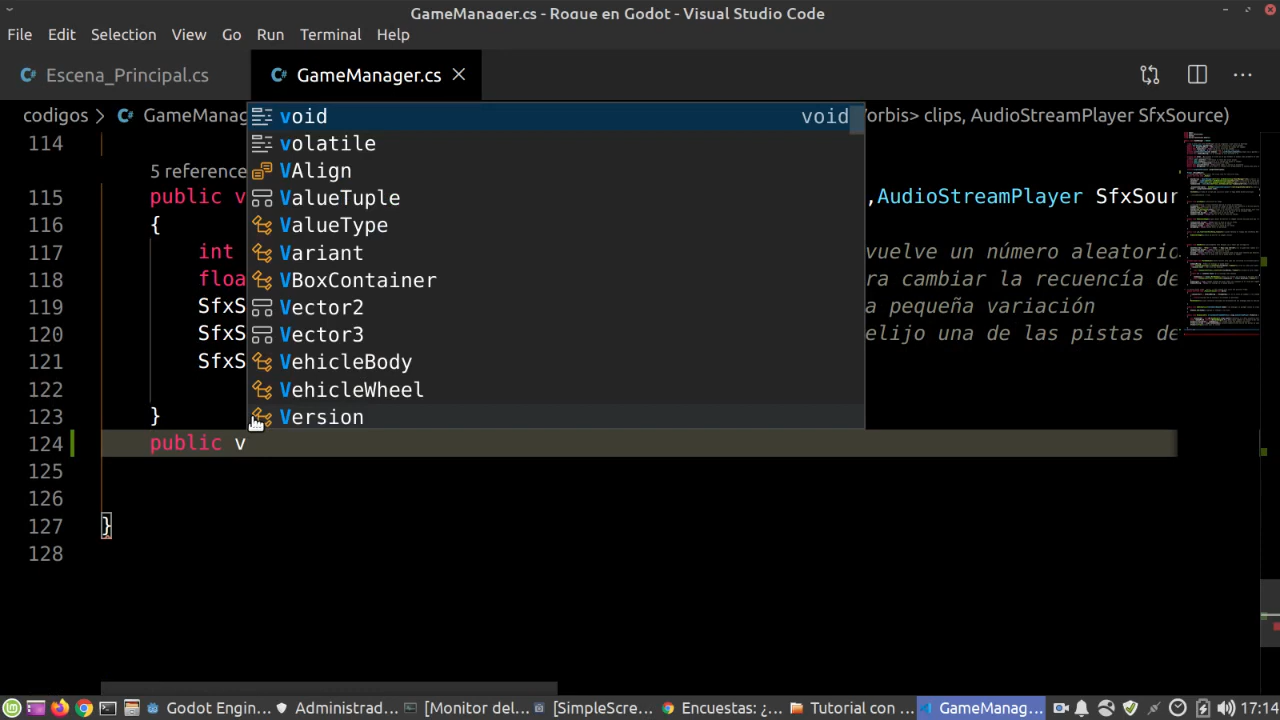 GameManager.cs - Rogue en Godot - Visual Studio Code
File Edit Selection View Go Run Terminal Help
C# Escena_Principal.cs
C# GameManager.cs
codigos > C# GameManag
orbis> clips, AudioStreamPlayer SfxSource)
void void
volatile
VAlign
ValueTuple
ValueType
Variant
VBoxContainer
Vector2
Vector3
VehicleBody
VehicleWheel
Version
114
5 reference
115 public v ,AudioStreamPlayer SfxSour
116 {
117 int vuelve un número aleatorio
118 floa ra cambiar la recuencia de
119 SfxS pequeña variación
120 SfxS elijo una de las pistas de
121 SfxS
122
123 }
124 public v
125
126
127 }
128
Godot Engin... Administrad... [Monitor del... [SimpleScre... Encuestas: ¿... Tutorial con ... GameManag... 17:14